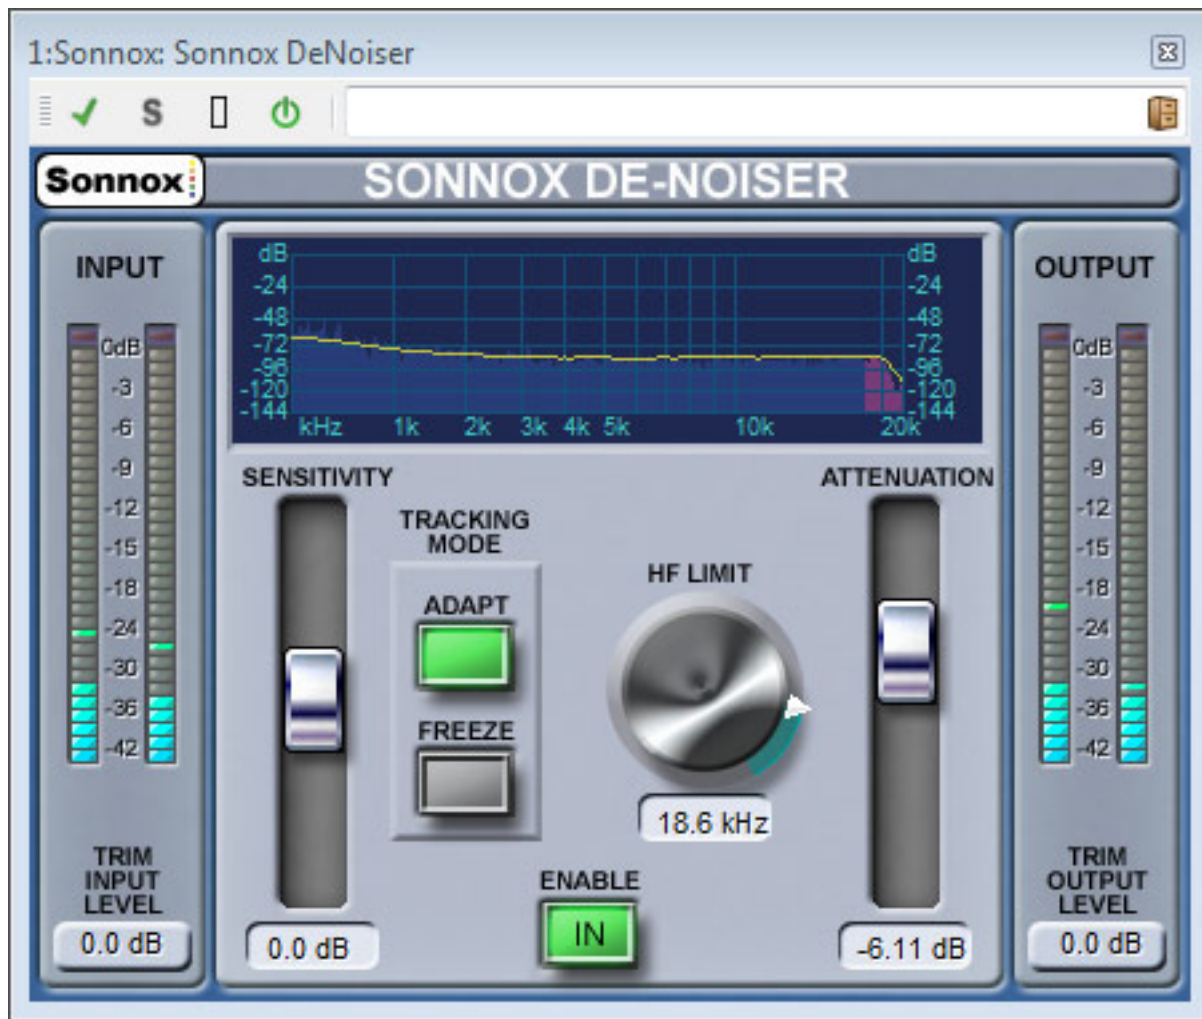 1:Sonnox: Sonnox DeNoiser
S
Sonnox
SONNOX DE-NOISER
INPUT
0dB
-3
-6
-9
-12
-15
-18
-24
-30
-36
-42
TRIM
INPUT
LEVEL
0.0 dB
dB
-24
-48
-72
-96
-120
-144
kHz 1k 2k 3k 4k 5k 10k 20k
dB
-24
-48
-72
-96
-120
-144
SENSITIVITY
0.0 dB
TRACKING
MODE
ADAPT
FREEZE
HF LIMIT
18.6 kHz
ENABLE
IN
ATTENUATION
-6.11 dB
OUTPUT
0dB
-3
-6
-9
-12
-15
-18
-24
-30
-36
-42
TRIM
OUTPUT
LEVEL
0.0 dB